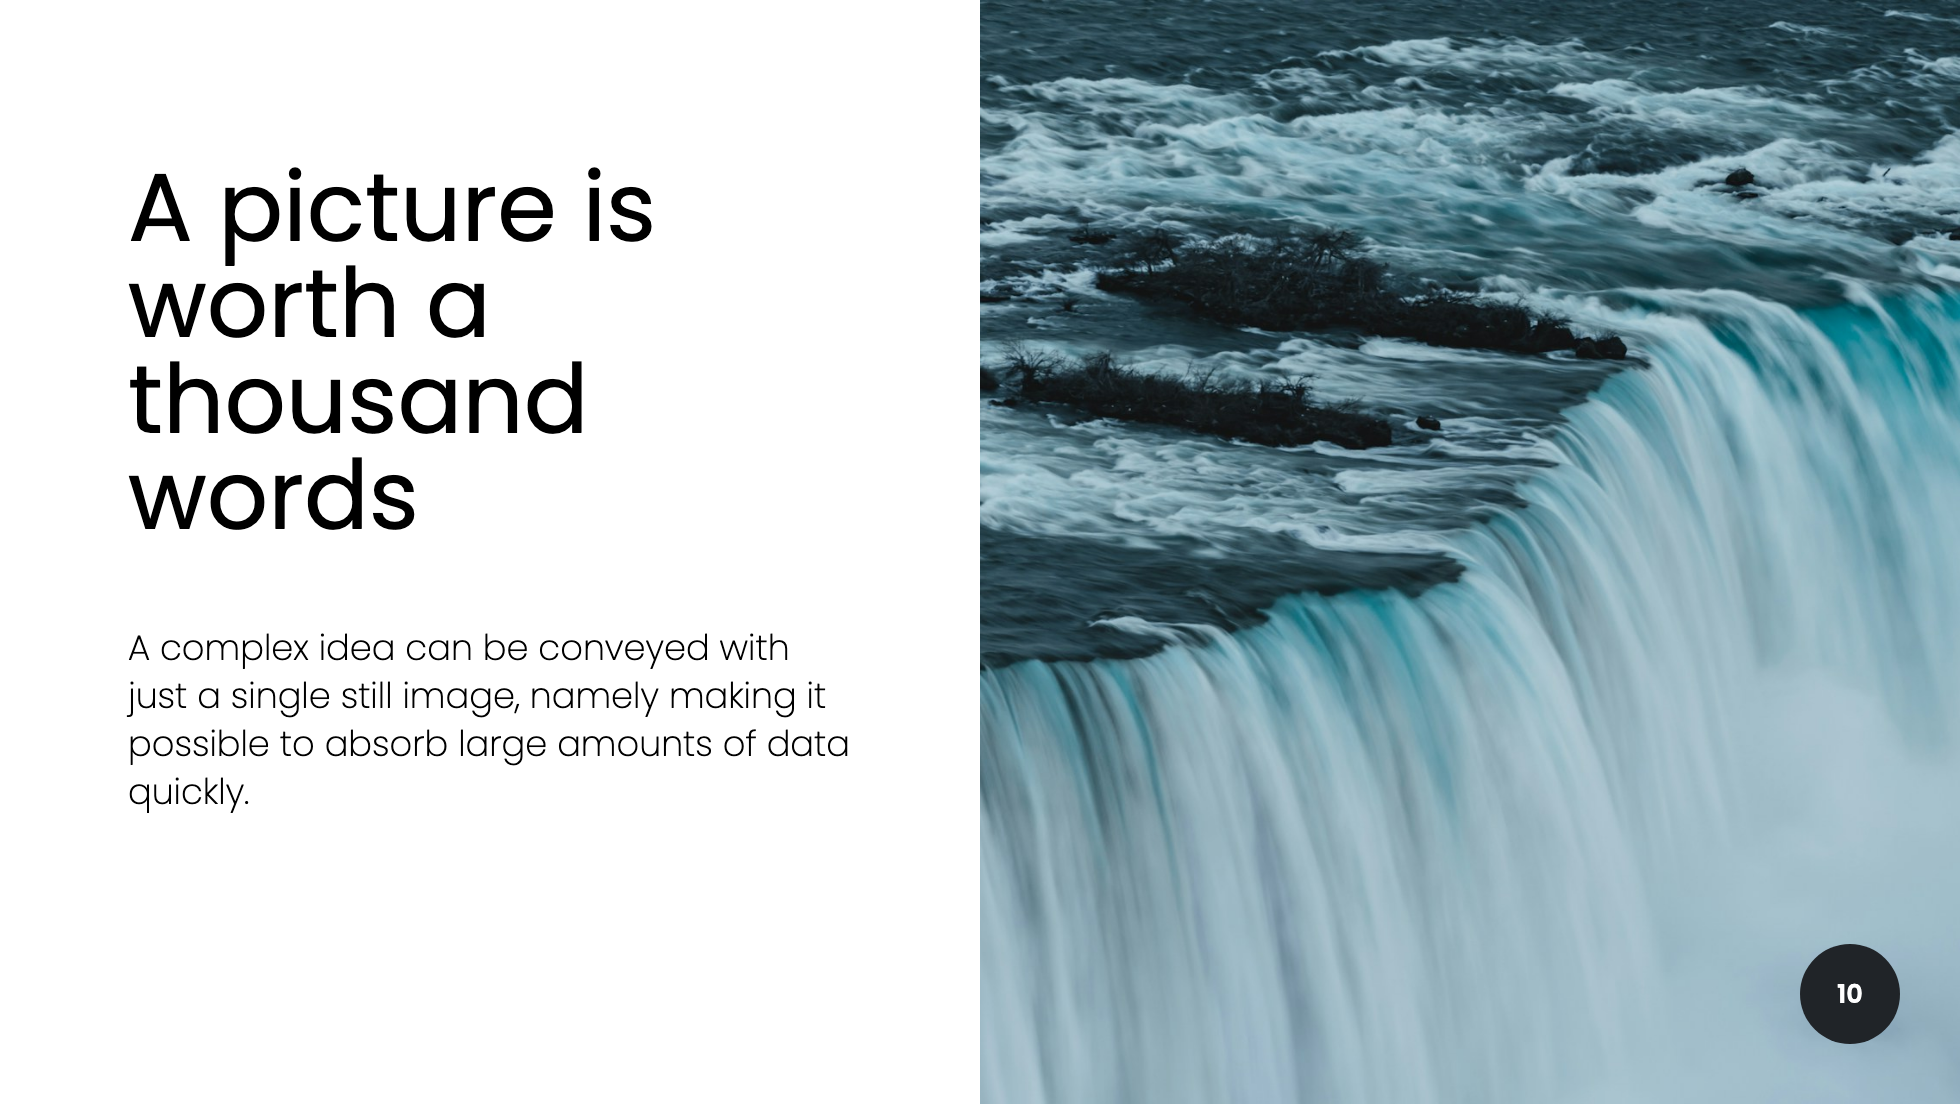 A picture is
worth a
thousand
words
A complex idea can be conveyed with
just a single still image, namely making it
possible to absorb large amounts of data
quickly.
10